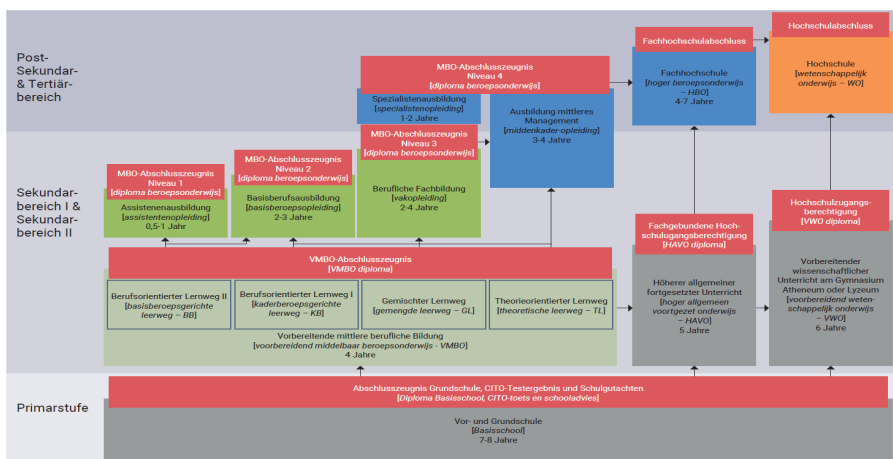 Post-
Sekundar-
& Tertiär-
bereich
Sekundar-
bereich I &
Sekundar-
bereich II
Primarstufe
Hochschulabschluss
Hochschule
[wetenschappelijk
onderwijs – WO]
Fachhochschulabschluss
Fachhochschule
[hoger beroepsonderwijs
– HBO]
4-7 Jahre
MBO-Abschlusszeugnis
Niveau 4
[diploma beroepsonderwijs]
Spezialistenausbildung
[specialistenopleiding]
1-2 Jahre
Ausbildung mittleres
Management
[middenkader-opleiding]
3-4 Jahre
MBO-Abschlusszeugnis
Niveau 3
[diploma beroepsonderwijs]
Berufliche Fachbildung
[vakopleiding]
2-4 Jahre
MBO-Abschlusszeugnis
Niveau 2
[diploma beroepsonderwijs]
Basisberufsausbildung
[basisberoepsopleiding]
2-3 Jahre
MBO-Abschlusszeugnis
Niveau 1
[diploma beroepsonderwijs]
Assistenenausbildung
[assistentenopleiding]
0,5-1 Jahr
VMBO-Abschlusszeugnis
[VMBO diploma]
Berufsorientierter Lernweg II
[basisberoepsgerichte
leerweg – BB]
Berufsorientierter Lernweg I
[kaderberoepsgerichte
leerweg – KB]
Gemischter Lernweg
[gemengde leerweg – GL]
Theorieorientierter Lernweg
[theoretische leerweg – TL]
Vorbereitende mittlere berufliche Bildung
[voorbereidend middelbaar beroepsonderwijs - VMBO]
4 Jahre
Fachgebundene Hoch-
schulugangsberechtigung
[HAVO diploma]
Höherer allgemeiner
fortgesetzter Unterricht
[hoger allgemeen
voortgezet onderwijs
– HAVO]
5 Jahre
Hochschulzugangs-
berechtigung
[VWO diploma]
Vorbereitender
wissenschaftlicher
Unterricht am Gymnasium
Atheneum oder Lyzeum
[voorbereidend weten-
schappelijk onderwijs
– VWO]
6 Jahre
Abschlusszeugnis Grundschule, CITO-Testergebnis und Schulgutachten
[Diploma Basisschool, CITO-toets en schooladvies]
Vor- und Grundschule
[Basisschool]
7-8 Jahre